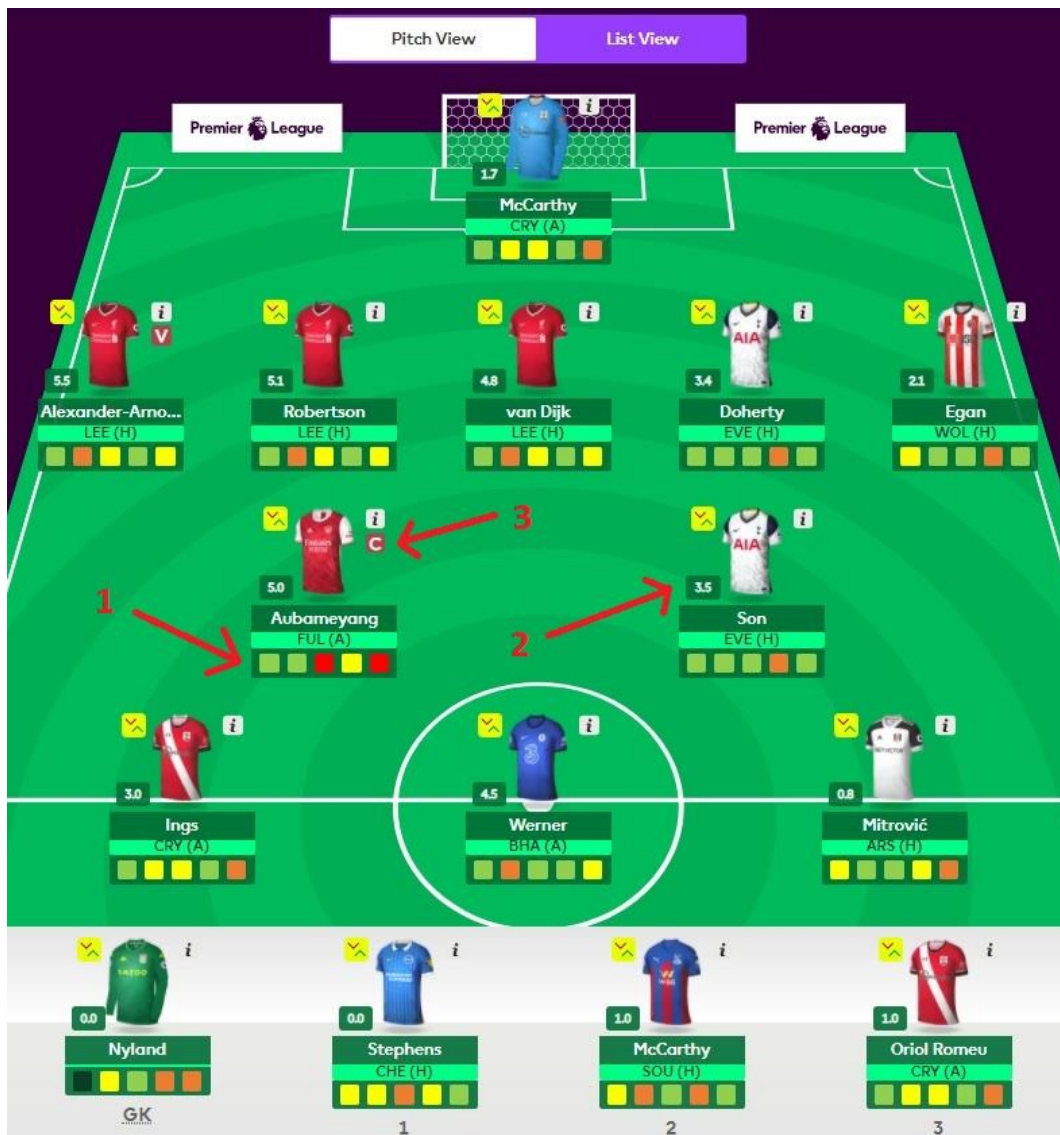 Pitch View
List View
Premier League
Premier League
i
1.7
McCarthy
CRY (A)
i
V
5.5
Alexander-Arno...
LEE (H)
i
5.1
Robertson
LEE (H)
i
4.8
van Dijk
LEE (H)
i
AIA
3.4
Doherty
EVE (H)
i
2.1
Egan
WOL (H)
i
C
3
5.0
Aubameyang
FUL (A)
1
i
AIA
3.5
Son
EVE (H)
2
i
3.0
Ings
CRY (A)
i
3
4.5
Werner
BHA (A)
i
0.8
Mitrović
ARS (H)
i
0.0
Nyland
GK
i
0.0
Stephens
CHE (H)
1
i
1.0
McCarthy
SOU (H)
2
i
1.0
Oriol Romeu
CRY (A)
3